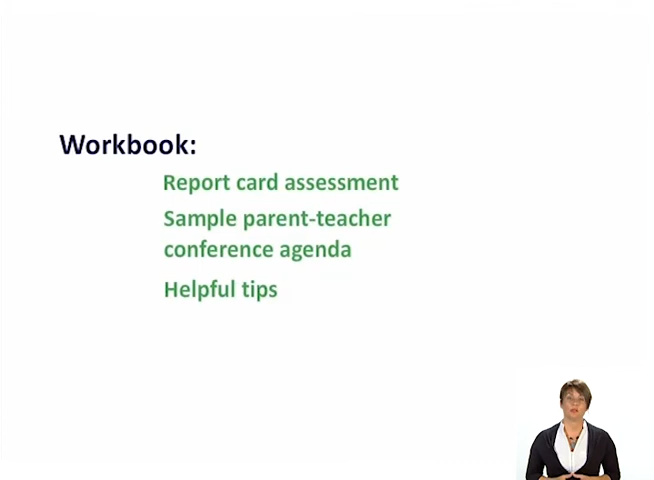 Workbook:
Report card assessment
Sample parent-teacher
conference agenda
Helpful tips